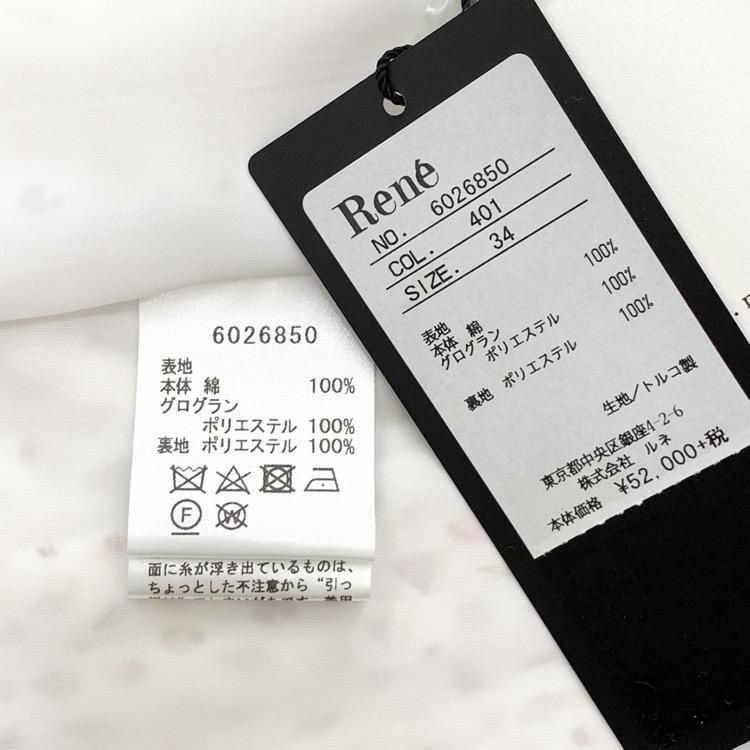 René
NO. 6026850
COL. 401
SIZE. 34
表地
本体 綿 100%
グログラン
ポリエステル 100%
裏地 ポリエステル 100%
生地/トルコ製
東京都中央区銀座4-2-6
株式会社 ルネ
本体価格 ¥52,000+税
6026850
表地
本体 綿 100%
グログラン
ポリエステル 100%
裏地 ポリエステル 100%
F
W
面に糸が浮き出ているものは、
ちょっとした不注意から“引っ